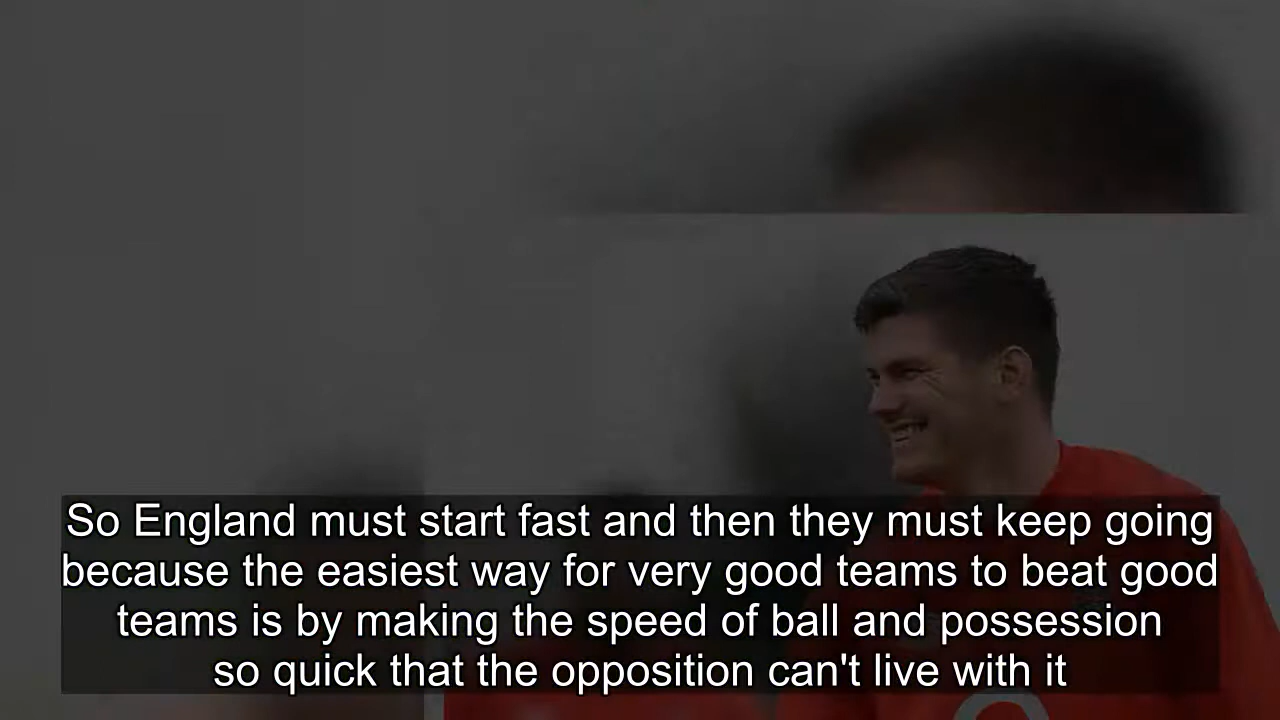 So England must start fast and then they must keep going
because the easiest way for very good teams to beat good
teams is by making the speed of ball and possession
so quick that the opposition can't live with it